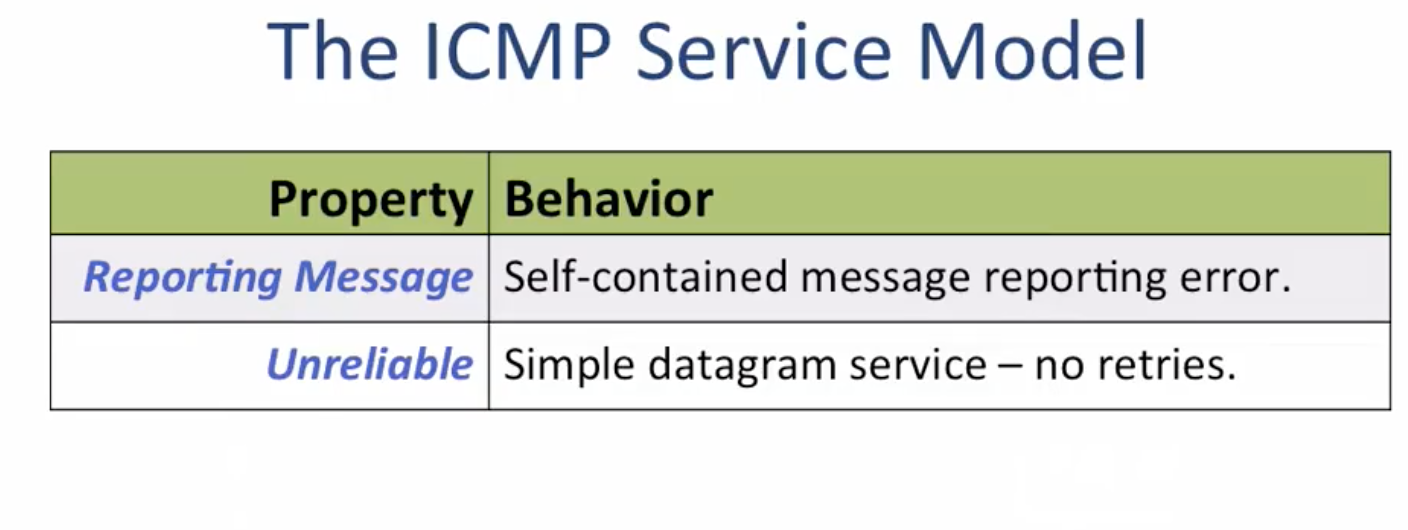 The ICMP Service Model
Property Behavior
Reporting Message Self-contained message reporting error.
Unreliable Simple datagram service – no retries.